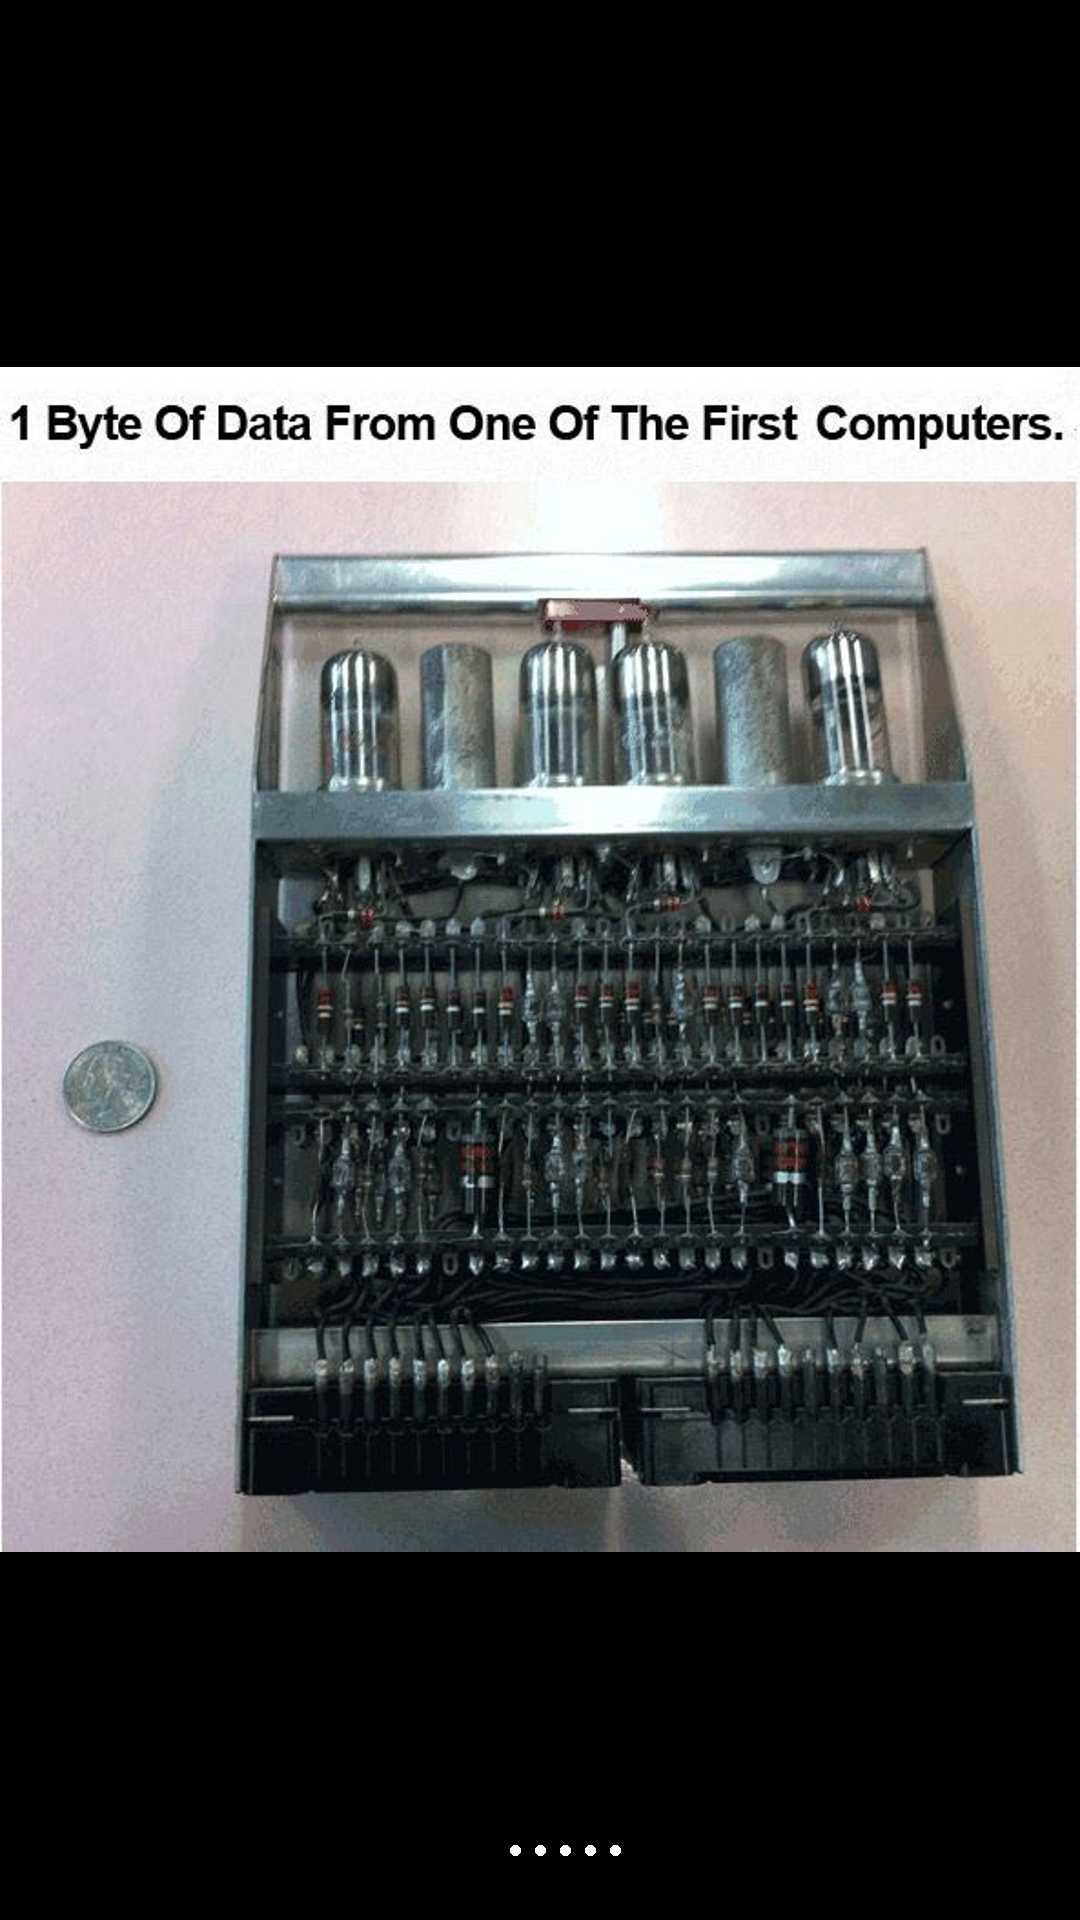 1 Byte Of Data From One Of The First Computers.